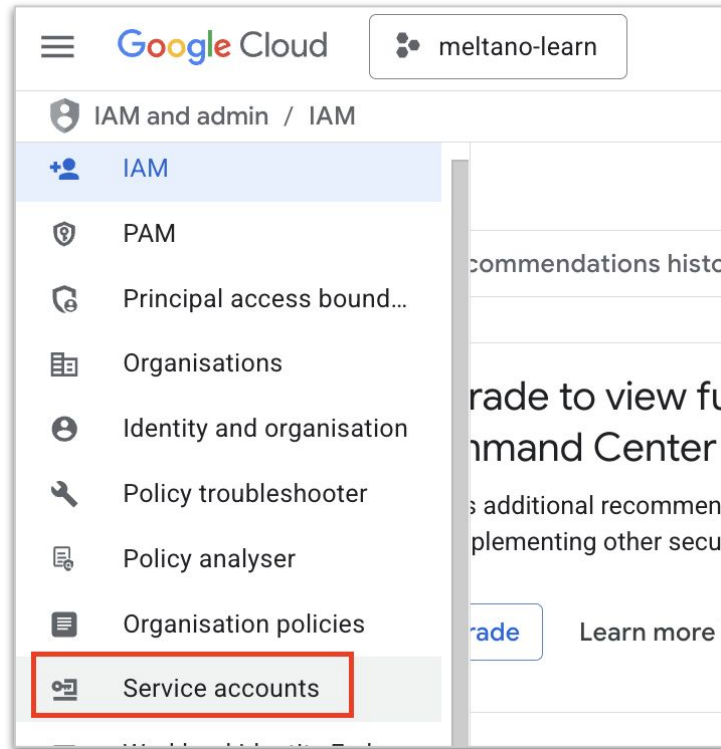 Google Cloud
meltano-learn
IAM and admin / IAM
IAM
PAM
Principal access bound...
Organisations
Identity and organisation
Policy troubleshooter
Policy analyser
Organisation policies
Service accounts
commendations histo
rade to view fu
mmand Center
s additional recommen
plementing other secu
rade
Learn more